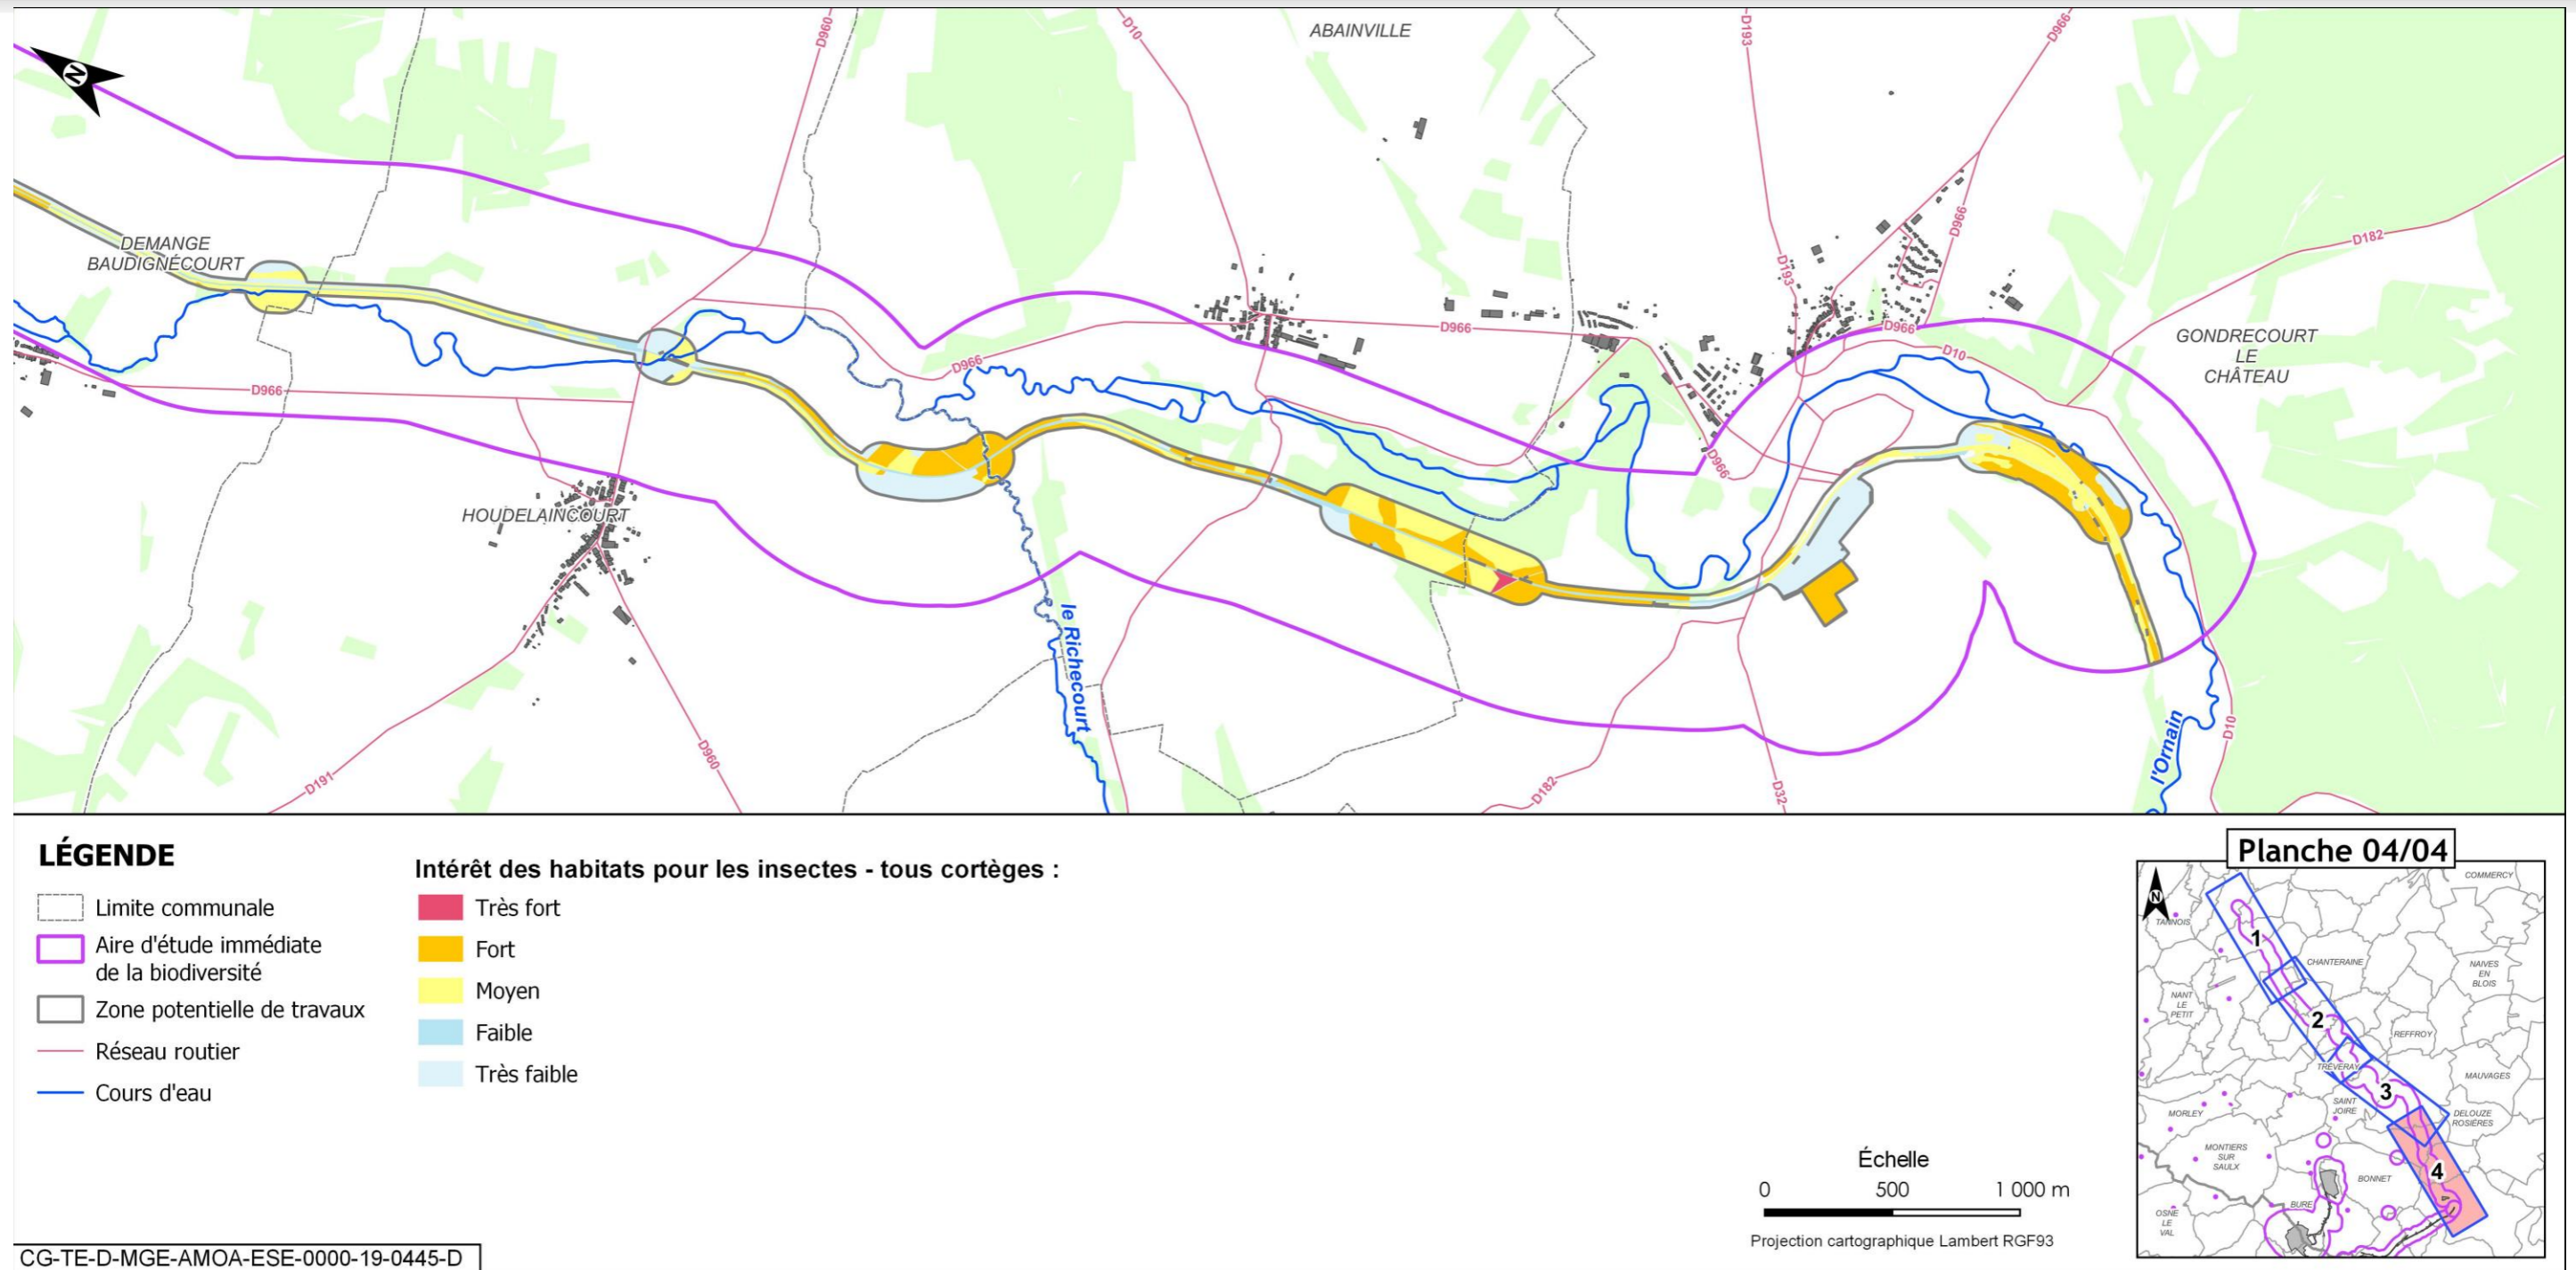 D960
D10
ABAINVILLE
D193
D966
N
DEMANGE
BAUDIGNÉCOURT
D966
D193
D182
D966
D966
D966
D10
GONDRECOURT
LE
CHÂTEAU
D966
D966
HOUDELAINCOURT
le Richecourt
D191
D960
D182
D32
l'Ornain
D10
LÉGENDE
Limite communale
Aire d'étude immédiate
de la biodiversité
Zone potentielle de travaux
Réseau routier
Cours d'eau
Intérêt des habitats pour les insectes - tous cortèges :
Très fort
Fort
Moyen
Faible
Très faible
Échelle
0 500 1 000 m
Projection cartographique Lambert RGF93
Planche 04/04
COMMERCY
N
TANNOIS
1
CHANTERAINE
NAIVES
EN
BLOIS
NANT
LE
PETIT
2
REFFROY
TRÉVERAY
MAUVAGES
3
SAINT
JOIRE
MORLEY
DELOUZE
ROSIÈRES
MONTIERS
SUR
SAULX
4
BONNET
BURE
OSNE
LE
VAL
CG-TE-D-MGE-AMOA-ESE-0000-19-0445-D